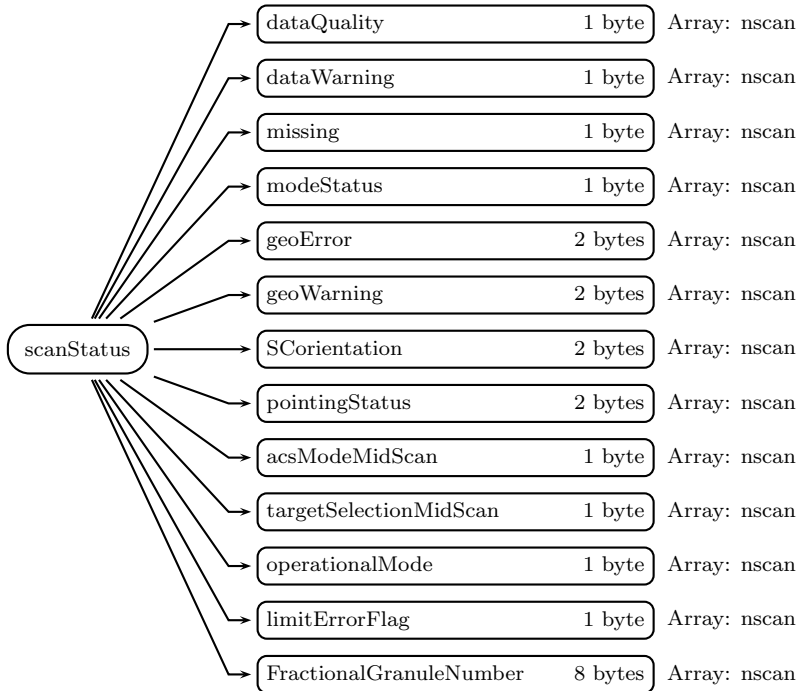 dataQuality 1 byte Array: nscan
dataWarning 1 byte Array: nscan
missing 1 byte Array: nscan
modeStatus 1 byte Array: nscan
geoError 2 bytes Array: nscan
geoWarning 2 bytes Array: nscan
scanStatus SCorientation 2 bytes Array: nscan
pointingStatus 2 bytes Array: nscan
acsModeMidScan 1 byte Array: nscan
targetSelectionMidScan 1 byte Array: nscan
operationalMode 1 byte Array: nscan
limitErrorFlag 1 byte Array: nscan
FractionalGranuleNumber 8 bytes Array: nscan